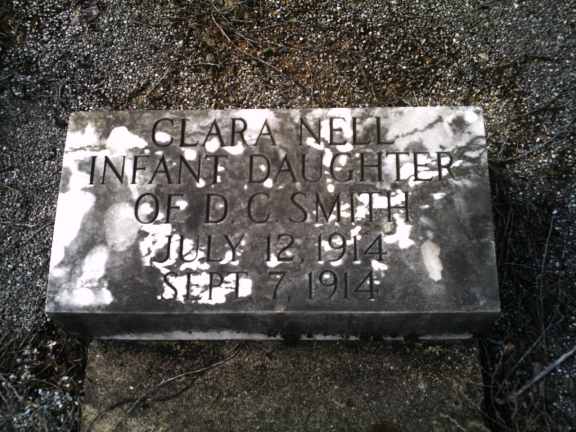 CLARA NELL
INFANT DAUGHTER
OF D C SMITH
JULY 12, 1914
SEPT 7, 1914